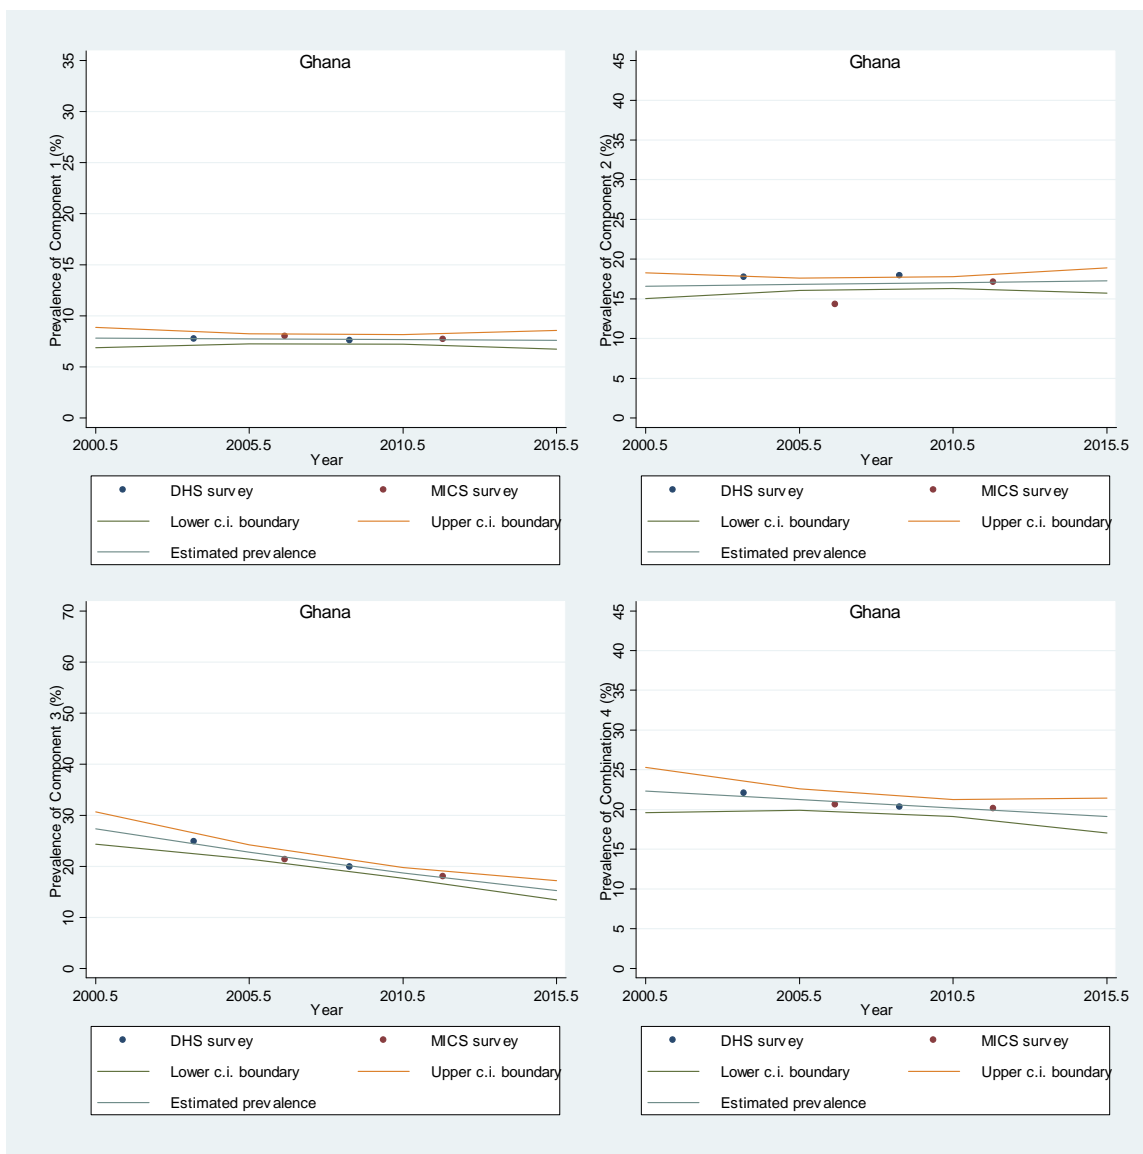 Ghana
Prevalence of Component 1 (%)
0 5 10 15 20 25 30 35
2000.5 2005.5 2010.5 2015.5
Year
DHS survey MICS survey
Lower c.i. boundary Upper c.i. boundary
Estimated prevalence
Ghana
Prevalence of Component 2 (%)
0 5 10 15 20 25 30 35 40 45
2000.5 2005.5 2010.5 2015.5
Year
DHS survey MICS survey
Lower c.i. boundary Upper c.i. boundary
Estimated prevalence
Ghana
Prevalence of Component 3 (%)
0 10 20 30 40 50 60 70
2000.5 2005.5 2010.5 2015.5
Year
DHS survey MICS survey
Lower c.i. boundary Upper c.i. boundary
Estimated prevalence
Ghana
Prevalence of Combination 4 (%)
0 5 10 15 20 25 30 35 40 45
2000.5 2005.5 2010.5 2015.5
Year
DHS survey MICS survey
Lower c.i. boundary Upper c.i. boundary
Estimated prevalence